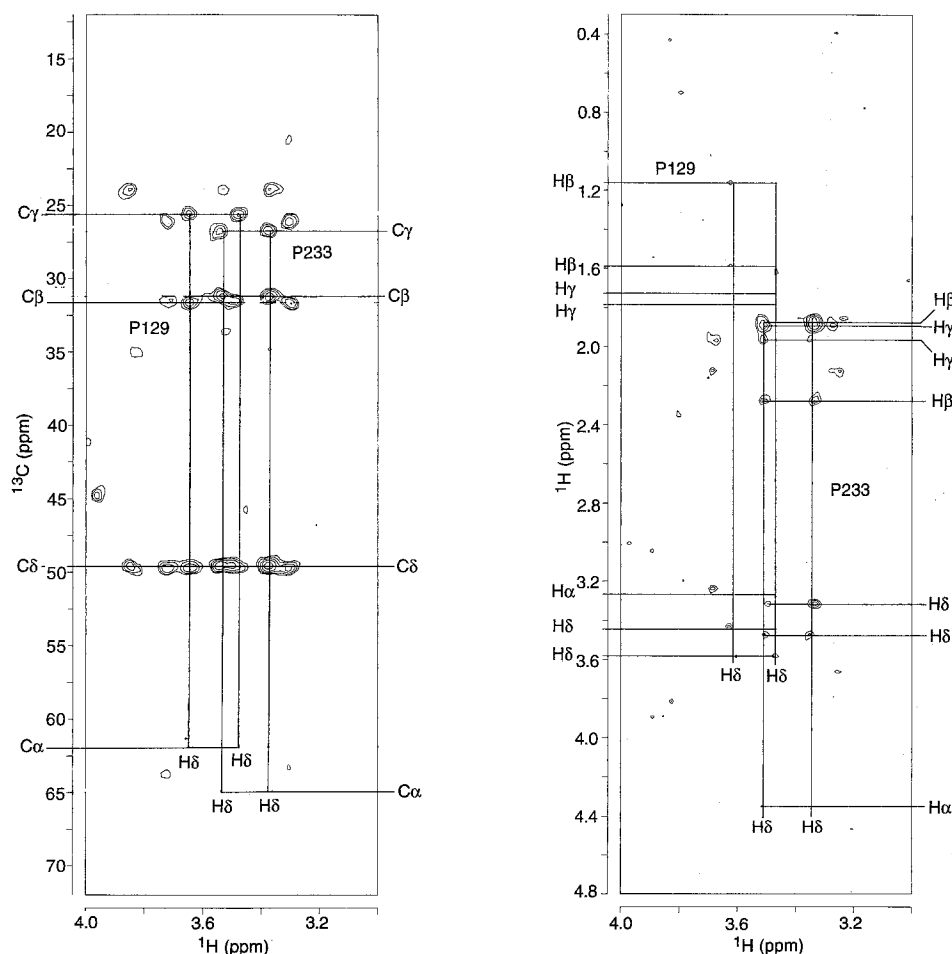 15
20
25
30
35
40
45
50
55
60
65
70
¹³C (ppm)
Cγ
Cβ
Cδ
Cα
Cγ
P233
Cβ
P129
Cδ
Hδ
Hδ
Hδ
Hδ
Cα
4.0
3.6
3.2
¹H (ppm)
0.4
0.8
1.2
1.6
2.0
2.4
2.8
3.2
3.6
4.0
4.4
4.8
¹H (ppm)
P129
Hβ
Hβ
Hγ
Hγ
Hα
Hδ
Hδ
Hβ
Hγ
Hγ
Hβ
P233
Hδ
Hδ
Hδ
Hδ
Hα
Hδ
Hδ
4.0
3.6
3.2
¹H (ppm)